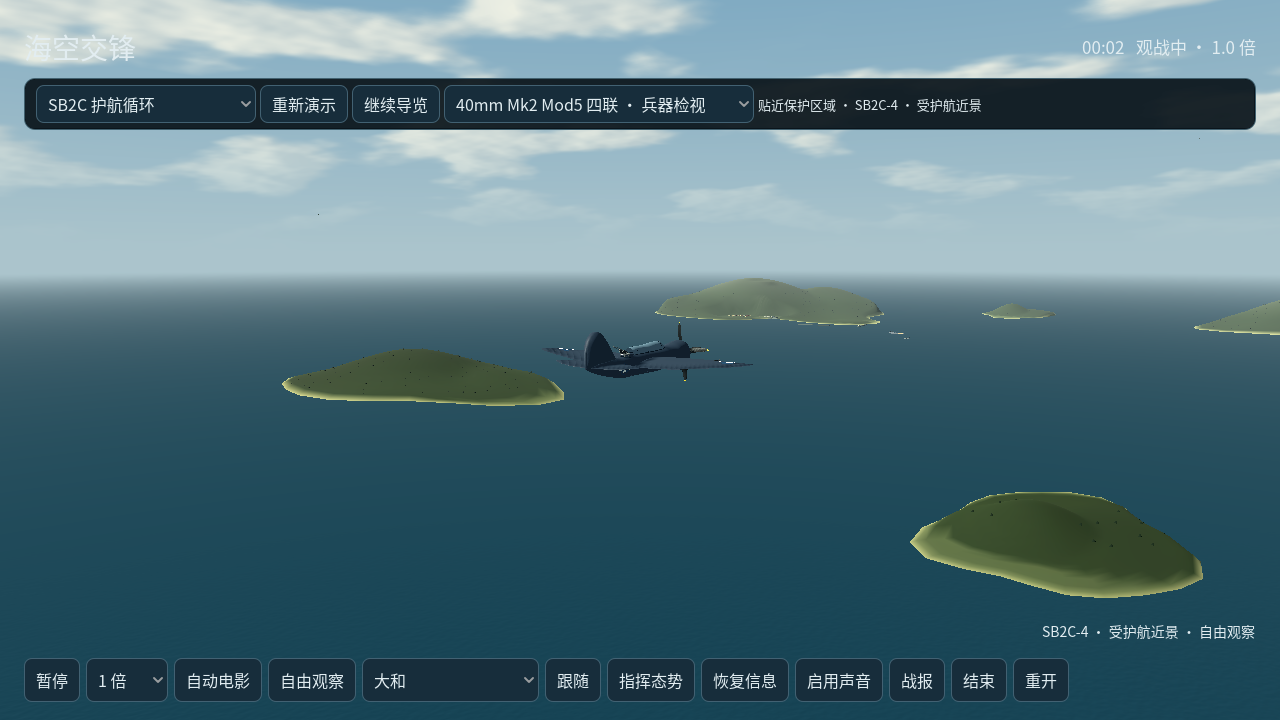 海空交锋
00:02 观战中 · 1.0 倍
SB2C 护航循环
重新演示
继续导览
40mm Mk2 Mod5 四联 · 兵器检视
贴近保护区域 · SB2C-4 · 受护航近景
SB2C-4 · 受护航近景 · 自由观察
暂停
1 倍
自动电影
自由观察
大和
跟随
指挥态势
恢复信息
启用声音
战报
结束
重开